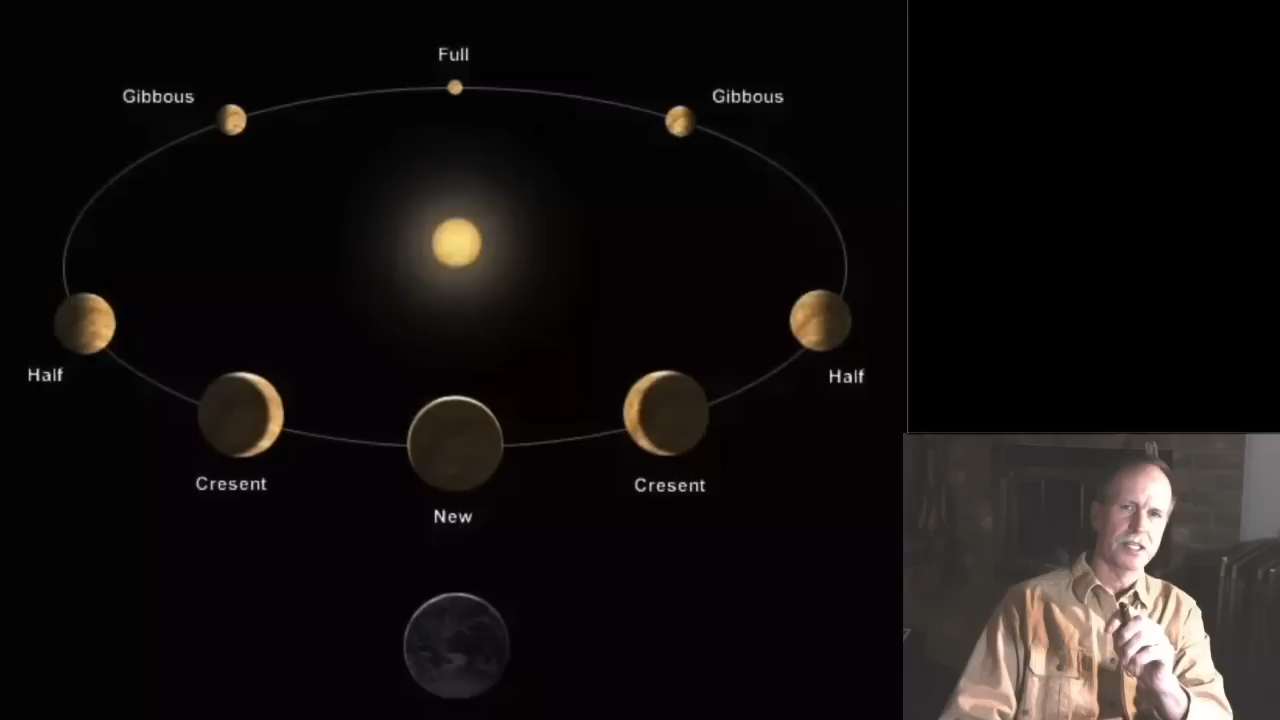 Full
Gibbous
Gibbous
Half
Half
Cresent
Cresent
New